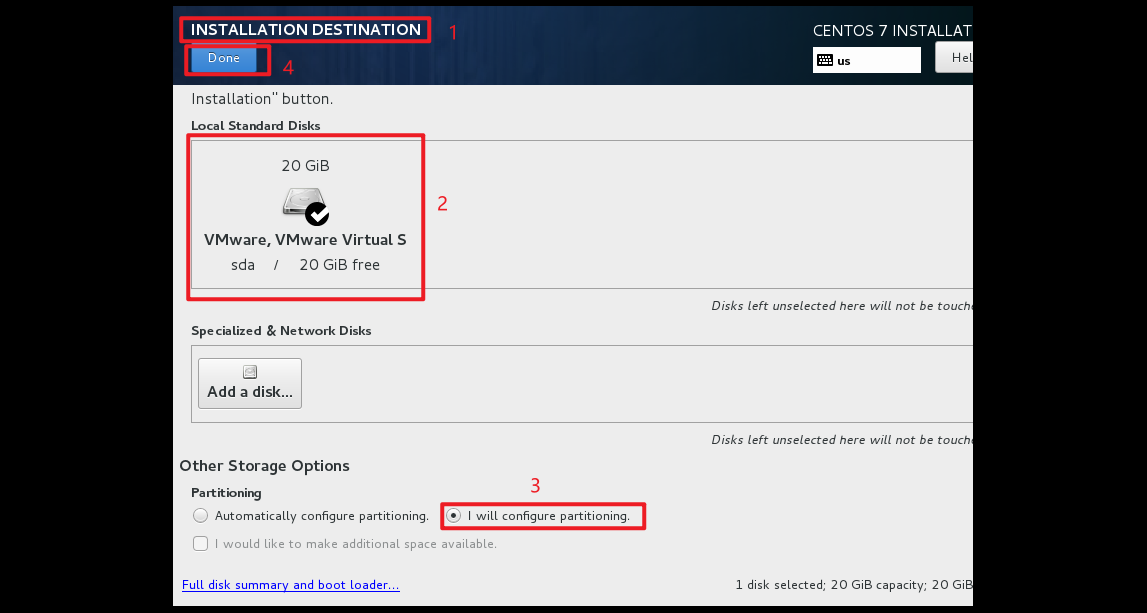 INSTALLATION DESTINATION 1
CENTOS 7 INSTALLAT
Done 4
us
Hel
Installation" button.
Local Standard Disks
20 GiB
2
VMware, VMware Virtual S
sda / 20 GiB free
Disks left unselected here will not be touche
Specialized & Network Disks
Add a disk...
Disks left unselected here will not be touche
Other Storage Options
Partitioning
3
Automatically configure partitioning. I will configure partitioning.
I would like to make additional space available.
Full disk summary and boot loader...
1 disk selected; 20 GiB capacity; 20 GiB